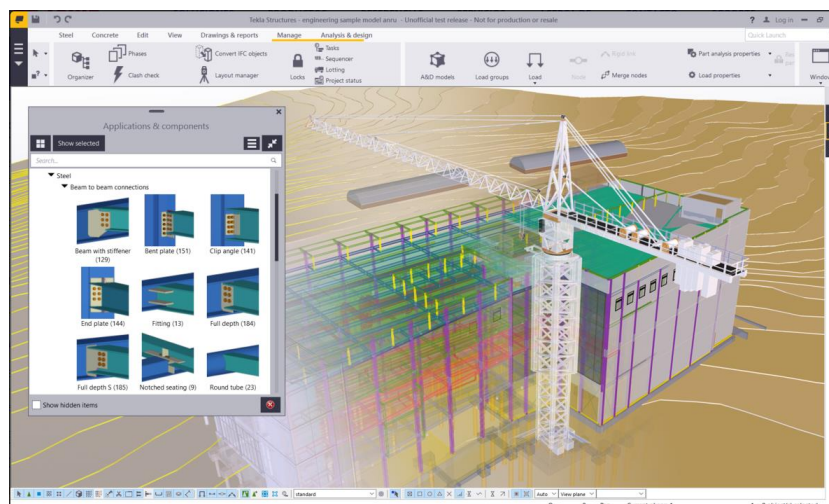 Tekla Structures - engineering sample model anru - Unofficial test release - Not for production or resale
? Log in
Steel Concrete Edit View Drawings & reports Manage Analysis & design
Quick Launch
Organizer
Phases
Clash check
Convert IFC objects
Layout manager
Locks
Tasks
Sequencer
Lotting
Project status
A&D models
Load groups
Load
Node
Rigid link
Merge nodes
Part analysis properties
Load properties
Window
Applications & components
Show selected
Search...
Steel
Beam to beam connections
Beam with stiffener (129)
Bent plate (151)
Clip angle (141)
End plate (144)
Fitting (13)
Full depth (184)
Full depth S (185)
Notched seating (9)
Round tube (23)
Show hidden items
standard
Auto
View plane